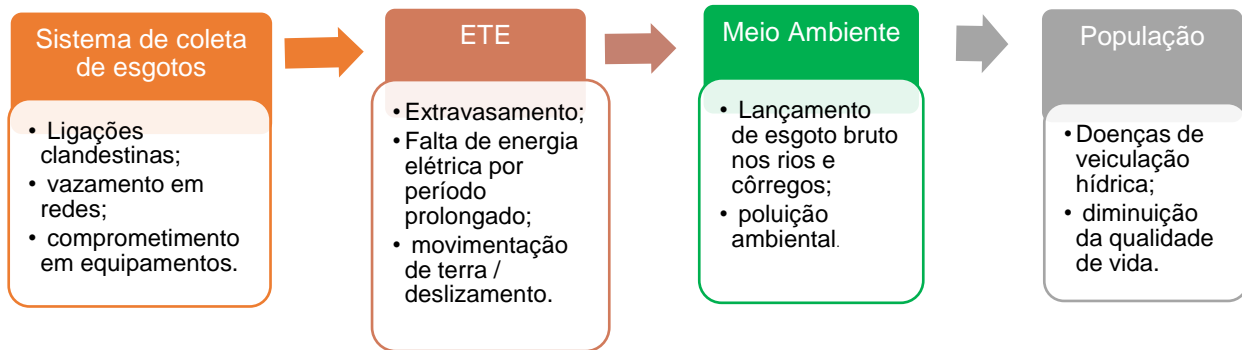 Sistema de coleta
de esgotos
• Ligações
clandestinas;
• vazamento em
redes;
• comprometimento
em equipamentos.
ETE
•Extravasamento;
•Falta de energia
elétrica por
período
prolongado;
• movimentação
de terra /
deslizamento.
Meio Ambiente
• Lançamento
de esgoto bruto
nos rios e
côrregos;
• poluição
ambiental.
População
•Doenças de
veiculação
hídrica;
• diminuição
da qualidade
de vida.